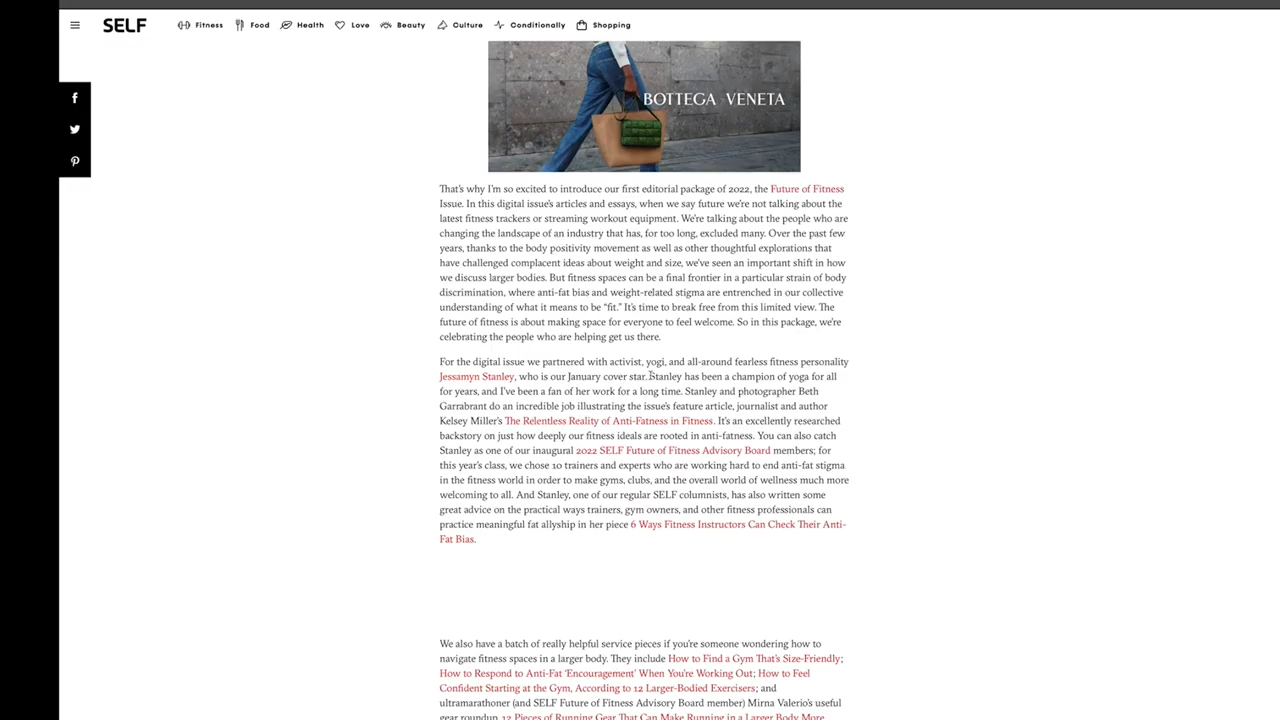 SELF Fitness Food Health Love Beauty Culture Conditionally Shopping
BOTTEGA VENETA
That's why I'm so excited to introduce our first editorial package of 2022, the Future of Fitness
Issue. In this digital issue's articles and essays, when we say future we're not talking about the
latest fitness trackers or streaming workout equipment. We're talking about the people who are
changing the landscape of an industry that has, for too long, excluded many. Over the past few
years, thanks to the body positivity movement as well as other thoughtful explorations that
have challenged complacent ideas about weight and size, we've seen an important shift in how
we discuss larger bodies. But fitness spaces can be a final frontier in a particular strain of body
discrimination, where anti-fat bias and weight-related stigma are entrenched in our collective
understanding of what it means to be “fit.” It's time to break free from this limited view. The
future of fitness is about making space for everyone to feel welcome. So in this package, we're
celebrating the people who are helping get us there.
For the digital issue we partnered with activist, yogi, and all-around fearless fitness personality
Jessamyn Stanley, who is our January cover star. Stanley has been a champion of yoga for all
for years, and I've been a fan of her work for a long time. Stanley and photographer Beth
Garrabrant do an incredible job illustrating the issue's feature article, journalist and author
Kelsey Miller's The Relentless Reality of Anti-Fatness in Fitness. It's an excellently researched
backstory on just how deeply our fitness ideals are rooted in anti-fatness. You can also catch
Stanley as one of our inaugural 2022 SELF Future of Fitness Advisory Board members; for
this year's class, we chose 10 trainers and experts who are working hard to end anti-fat stigma
in the fitness world in order to make gyms, clubs, and the overall world of wellness much more
welcoming to all. And Stanley, one of our regular SELF columnists, has also written some
great advice on the practical ways trainers, gym owners, and other fitness professionals can
practice meaningful fat allyship in her piece 6 Ways Fitness Instructors Can Check Their Anti-
Fat Bias.
We also have a batch of really helpful service pieces if you're someone wondering how to
navigate fitness spaces in a larger body. They include How to Find a Gym That's Size-Friendly;
How to Respond to Anti-Fat ‘Encouragement’ When You're Working Out; How to Feel
Confident Starting at the Gym, According to 12 Larger-Bodied Exercisers; and
ultramarathoner (and SELF Future of Fitness Advisory Board member) Mirna Valerio's useful
gear roundup, 12 Pieces of Running Gear That Can Make Running in a Larger Body More